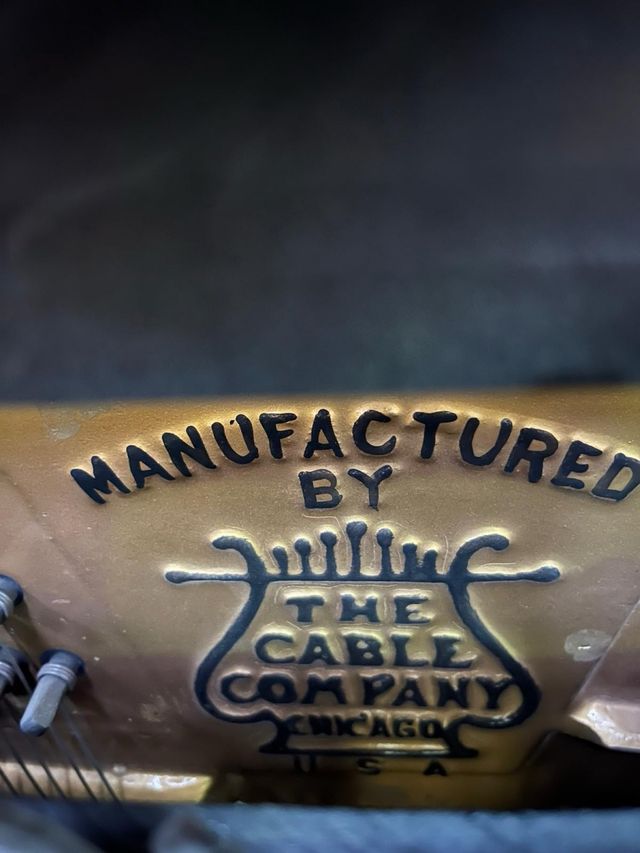 MANUFACTURED
BY
THE
CABLE
COMPANY
CHICAGO
U S A